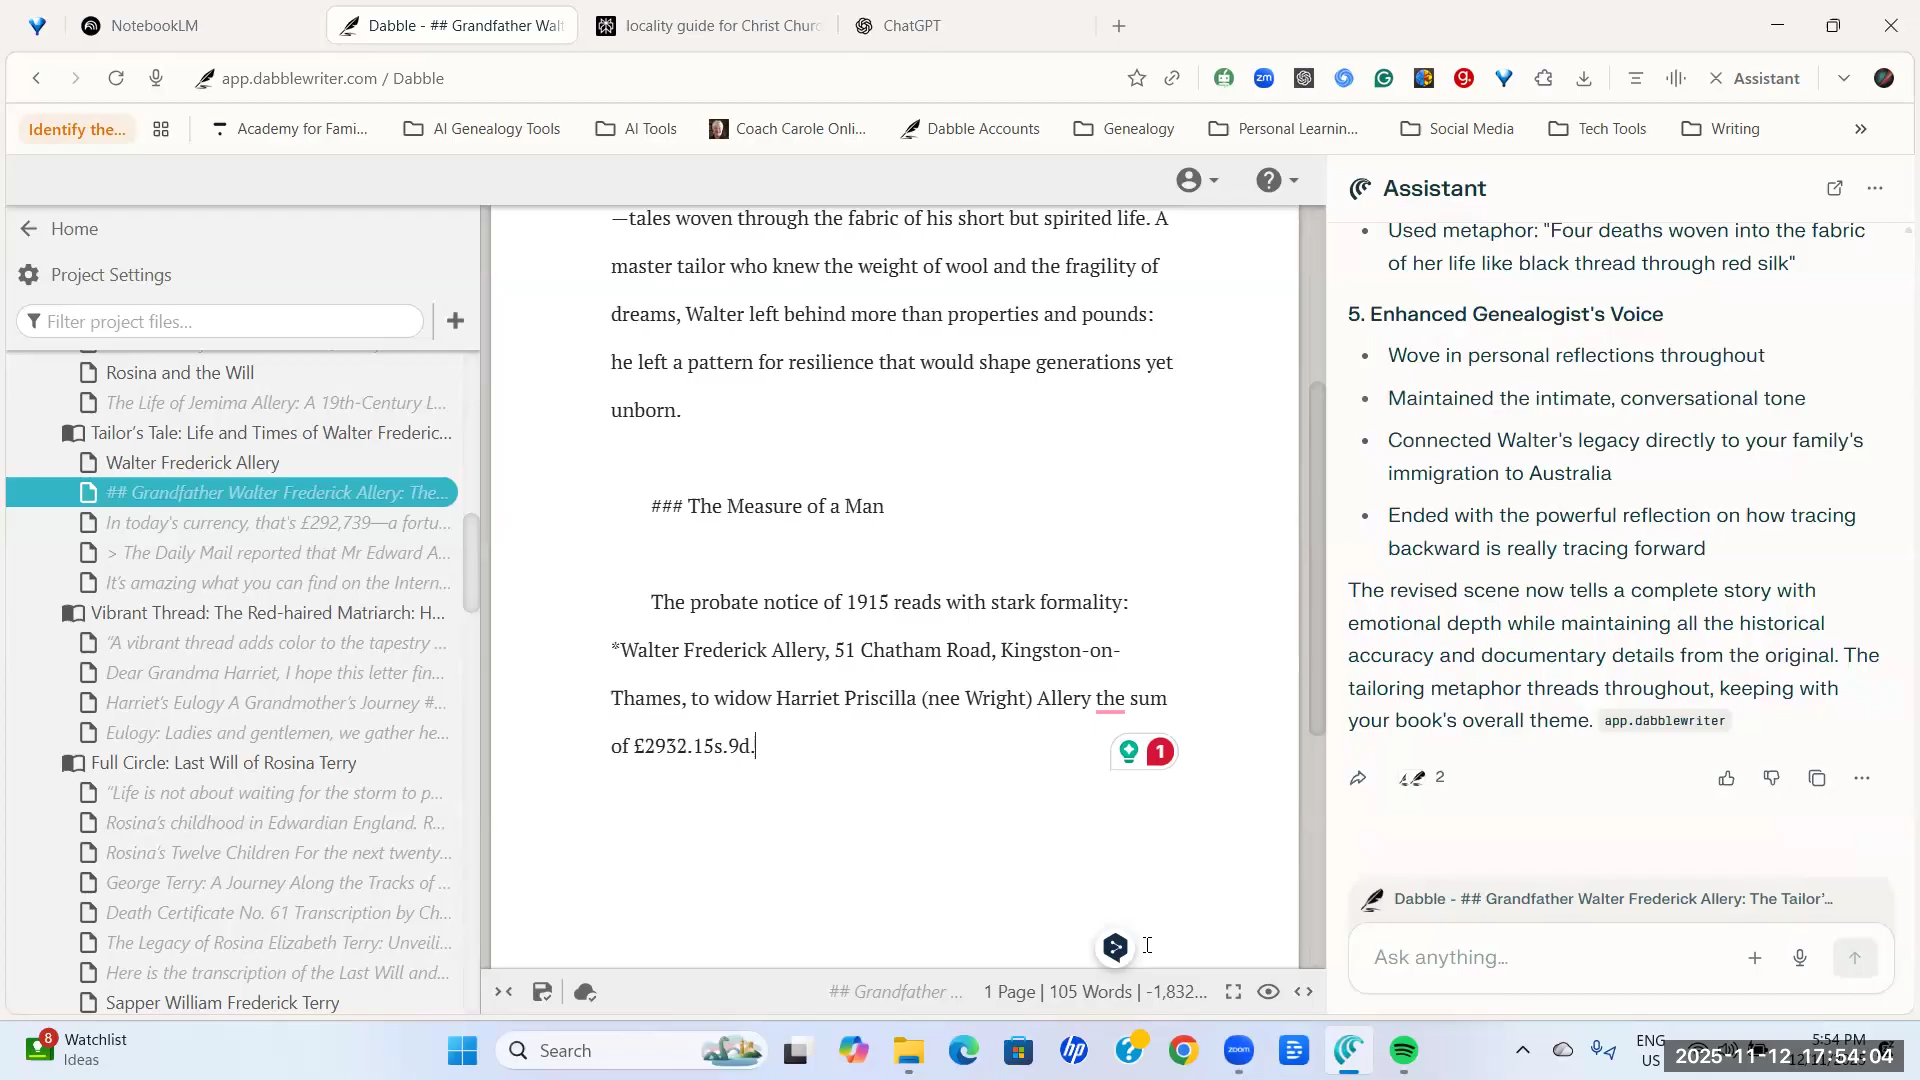 NotebookLM
Dabble - ## Grandfather Walt
locality guide for Christ Churc
ChatGPT
app.dabblewriter.com / Dabble
Assistant
Identify the...
Academy for Fami...
AI Genealogy Tools
AI Tools
Coach Carole Onli...
Dabble Accounts
Genealogy
Personal Learnin...
Social Media
Tech Tools
Writing
Home
Project Settings
Filter project files...
Rosina and the Will
The Life of Jemima Allery: A 19th-Century L...
Tailor's Tale: Life and Times of Walter Frederic...
Walter Frederick Allery
## Grandfather Walter Frederick Allery: The...
In today's currency, that's £292,739—a fortu...
> The Daily Mail reported that Mr Edward A...
It's amazing what you can find on the Intern...
Vibrant Thread: The Red-haired Matriarch: H...
"A vibrant thread adds color to the tapestry ...
Dear Grandma Harriet, I hope this letter fin...
Harriet's Eulogy A Grandmother's Journey #...
Eulogy: Ladies and gentlemen, we gather he...
Full Circle: Last Will of Rosina Terry
"Life is not about waiting for the storm to p...
Rosina's childhood in Edwardian England. R...
Rosina's Twelve Children For the next twenty...
George Terry: A Journey Along the Tracks of ...
Death Certificate No. 61 Transcription by Ch...
The Legacy of Rosina Elizabeth Terry: Unveili...
Here is the transcription of the Last Will and...
Sapper William Frederick Terry
—tales woven through the fabric of his short but spirited life. A
master tailor who knew the weight of wool and the fragility of
dreams, Walter left behind more than properties and pounds:
he left a pattern for resilience that would shape generations yet
unborn.
### The Measure of a Man
The probate notice of 1915 reads with stark formality:
*Walter Frederick Allery, 51 Chatham Road, Kingston-on-
Thames, to widow Harriet Priscilla (nee Wright) Allery the sum
of £2932.15s.9d.
1
## Grandfather ...
1 Page | 105 Words | -1,832...
Assistant
Used metaphor: "Four deaths woven into the fabric
of her life like black thread through red silk"
5. Enhanced Genealogist's Voice
Wove in personal reflections throughout
Maintained the intimate, conversational tone
Connected Walter's legacy directly to your family's
immigration to Australia
Ended with the powerful reflection on how tracing
backward is really tracing forward
The revised scene now tells a complete story with
emotional depth while maintaining all the historical
accuracy and documentary details from the original. The
tailoring metaphor threads throughout, keeping with
your book's overall theme. app.dabblewriter
2
Dabble - ## Grandfather Walter Frederick Allery: The Tailor'...
Ask anything...
8
Watchlist
Ideas
Search
zoom
ENG
US
5:54 PM
2025-11-12 17:54:04